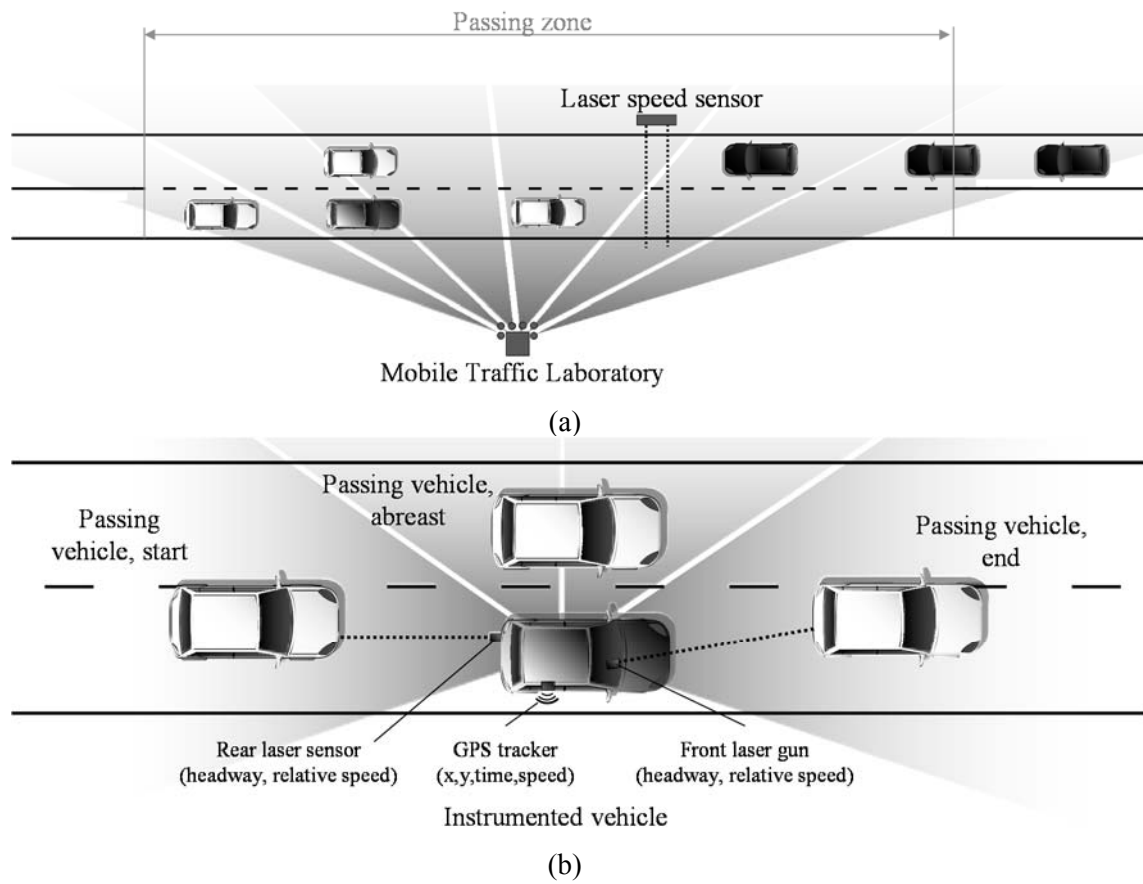 Passing zone
Laser speed sensor
Mobile Traffic Laboratory
(a)
Passing vehicle,
abreast
Passing
vehicle, start
Passing vehicle,
end
Rear laser sensor
(headway, relative speed)
GPS tracker
(x,y,time,speed)
Front laser gun
(headway, relative speed)
Instrumented vehicle
(b)